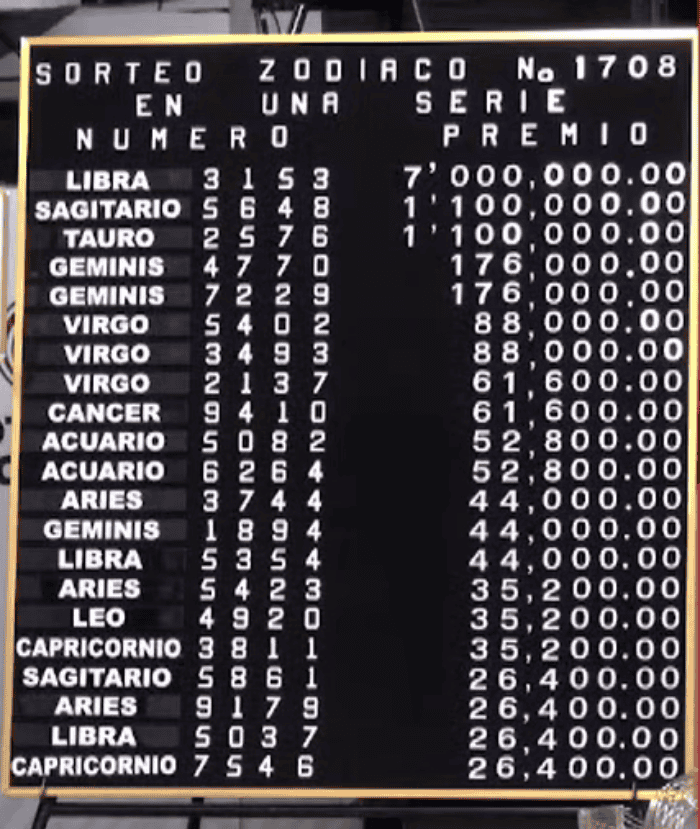 SORTEO ZODIACO No 1708
EN UNA SERIE
NUMERO PREMIO
LIBRA 3153 7'000,000.00
SAGITARIO 5648 1'100,000.00
TAURO 2576 1'100,000.00
GEMINIS 4770 176,000.00
GEMINIS 7229 176,000.00
VIRGO 5402 88,000.00
VIRGO 3493 88,000.00
VIRGO 2137 61,600.00
CANCER 9410 61,600.00
ACUARIO 5082 52,800.00
ACUARIO 6264 52,800.00
ARIES 3744 44,000.00
GEMINIS 1894 44,000.00
LIBRA 5354 44,000.00
ARIES 5423 35,200.00
LEO 4920 35,200.00
CAPRICORNIO 3811 35,200.00
SAGITARIO 5861 26,400.00
ARIES 9179 26,400.00
LIBRA 5037 26,400.00
CAPRICORNIO 7546 26,400.00